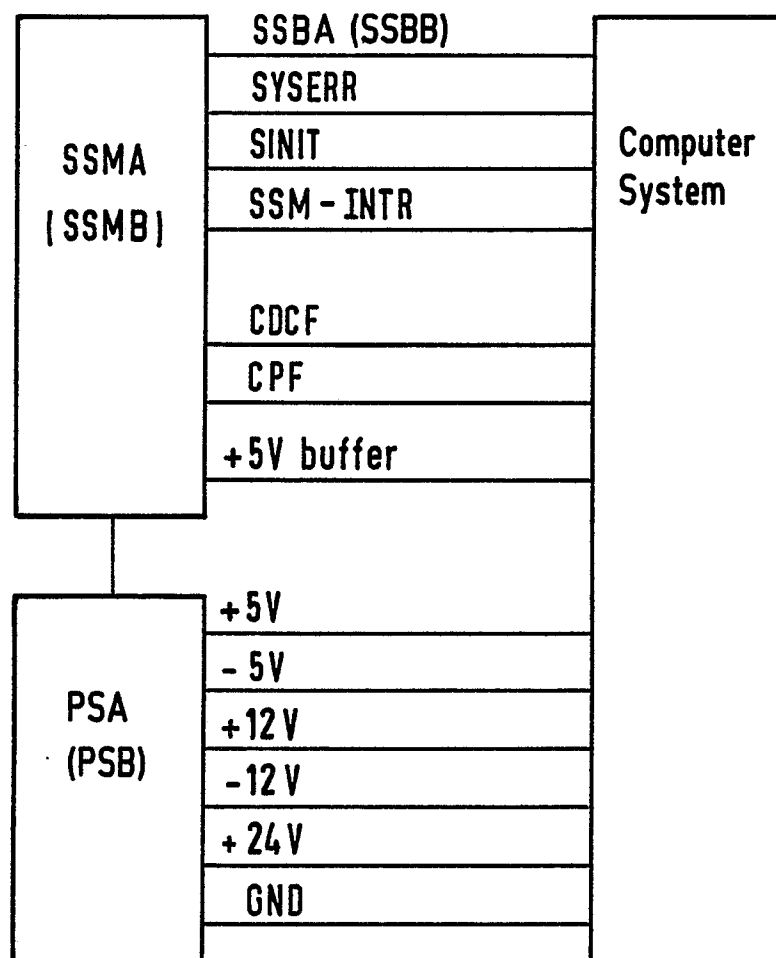 SSMA
(SSMB)
SSBA (SSBB)
SYSERR
SINIT
SSM-INTR
CDCF
CPF
+5V buffer
Computer
System
PSA
(PSB)
+5V
-5V
+12V
-12V
+24V
GND